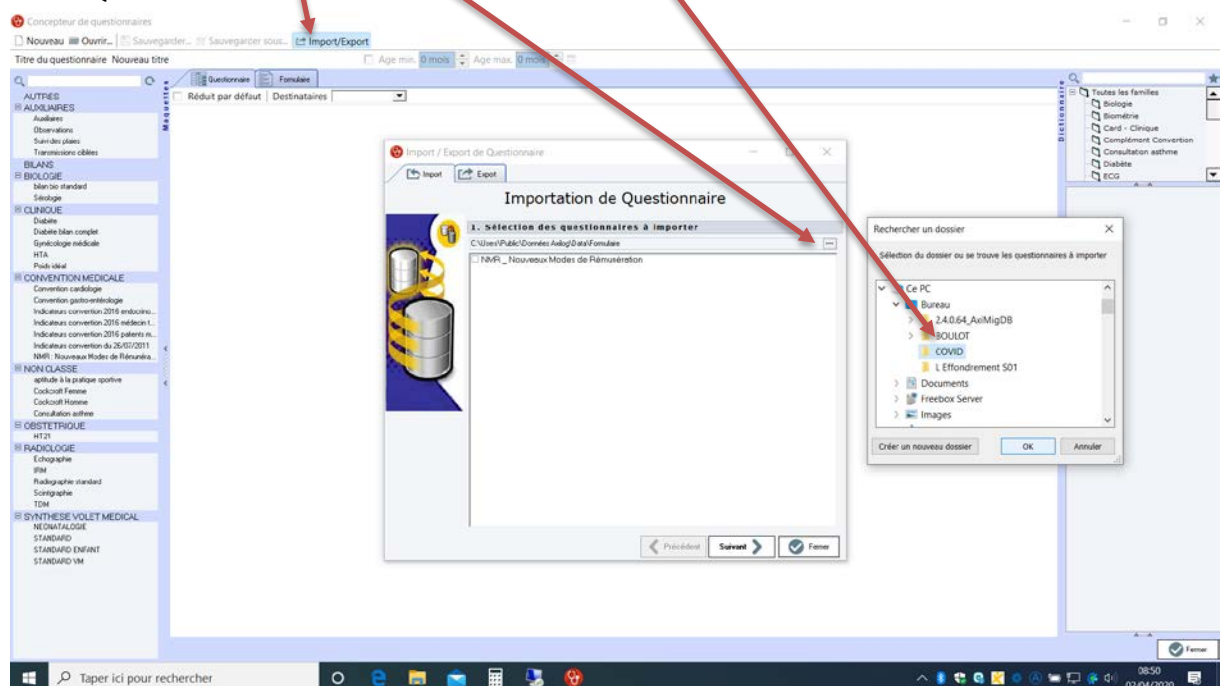 Concepteur de questionnaires
Nouveau Ouvrir... Sauvegarder... Sauvegarder sous... Import/Export
Titre du questionnaire Nouveau titre
Age min. 0 mois Age max. 0 mois
AUTRES
AUXILIAIRES
Auxiliaires
Observations
Suivi des plaies
Transmissions ciblées
BILANS
BIOLOGIE
bilan bio standard
Sérologie
CLINIQUE
Diabète
Diabète bilan complet
Gynécologie médicale
HTA
Poids idéal
CONVENTION MEDICALE
Convention cardiologie
Convention gastro-entérologie
Indicateurs convention 2016 endocrino...
Indicateurs convention 2016 médecin t...
Indicateurs convention 2016 patients m...
Indicateurs convention du 26/07/2011
NMR : Nouveaux Modes de Rémunéra...
NON CLASSE
aptitude à la pratique sportive
Cockcroft Femme
Cockcroft Homme
Consultation asthme
OBSTETRIQUE
HT21
RADIOLOGIE
Echographie
IRM
Radiographie standard
Scintigraphie
TDM
SYNTHESE VOLET MEDICAL
NEONATALOGIE
STANDARD
STANDARD ENFANT
STANDARD VM
Maquettes
Questionnaire Formulaire
Réduit par défaut Destinataires
Import / Export de Questionnaire
Import Export
Importation de Questionnaire
1. Sélection des questionnaires à importer
C:\Users\Public\Données Axilog\Data\Formulaire
NMR _ Nouveaux Modes de Rémunération
Précédent Suivant Fermer
Rechercher un dossier
Sélection du dossier ou se trouve les questionnaires à importer
Ce PC
Bureau
2.4.0.64_AxiMigDB
BOULOT
COVID
L Effondrement S01
Documents
Freebox Server
Images
Créer un nouveau dossier OK Annuler
Dictionnaire
Toutes les familles
Biologie
Biométrie
Card - Clinique
Complément Convention
Consultation asthme
Diabète
ECG
Fermer
Taper ici pour rechercher
08:50
02/04/2020